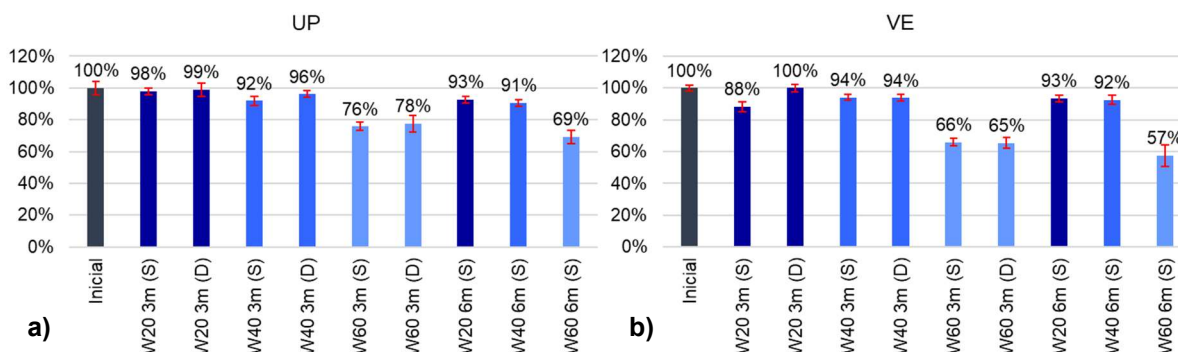 UP
120%
100%
80%
60%
40%
20%
0%
100%
98%
99%
92%
96%
76%
78%
93%
91%
69%
Inicial
W20 3m (S)
W20 3m (D)
W40 3m (S)
W40 3m (D)
W60 3m (S)
W60 3m (D)
W20 6m (S)
W40 6m (S)
W60 6m (S)
a)
VE
120%
100%
80%
60%
40%
20%
0%
100%
88%
100%
94%
94%
66%
65%
93%
92%
57%
Inicial
W20 3m (S)
W20 3m (D)
W40 3m (S)
W40 3m (D)
W60 3m (S)
W60 3m (D)
W20 6m (S)
W40 6m (S)
W60 6m (S)
b)